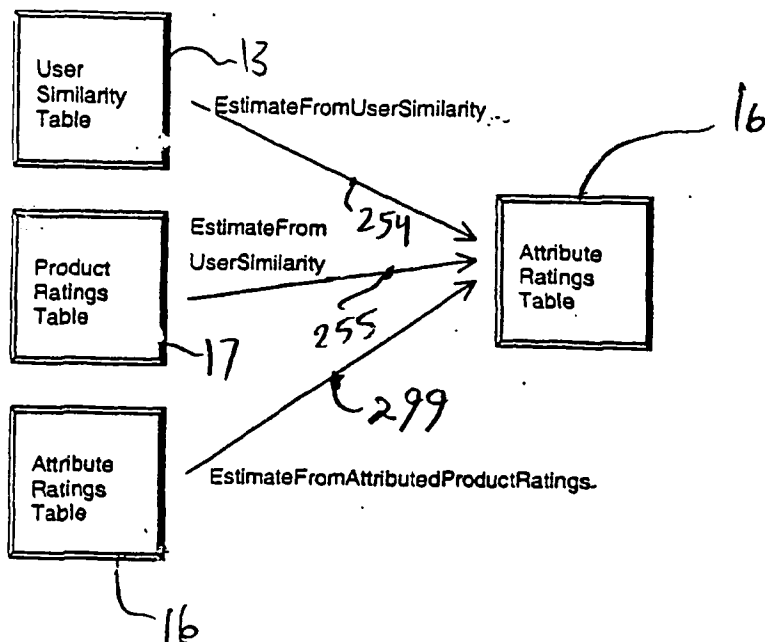 User
Similarity
Table
13
EstimateFromUserSimilarity
254
16
Attribute
Ratings
Table
Product
Ratings
Table
17
EstimateFrom
UserSimilarity
255
299
Attribute
Ratings
Table
16
EstimateFromAttributedProductRatings